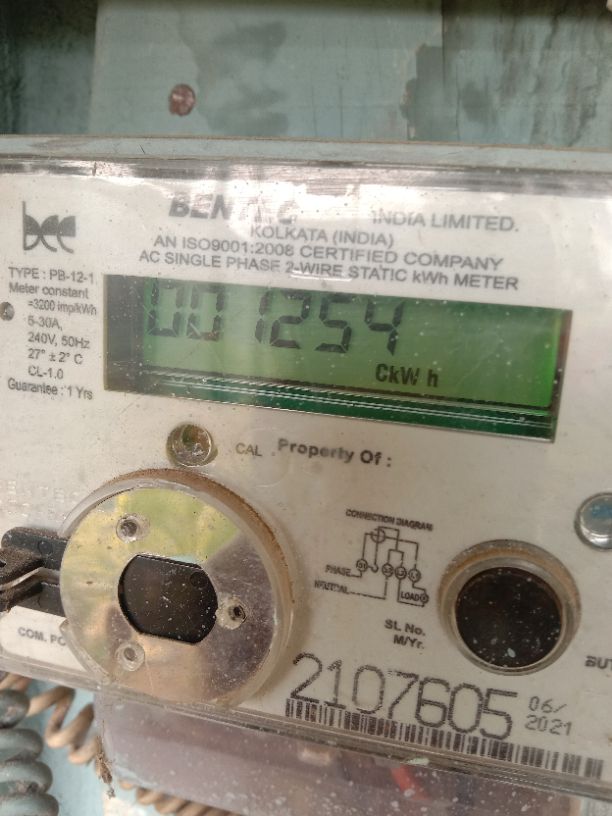 bee
INDIA LIMITED.
KOLKATA (INDIA)
AN ISO9001:2008 CERTIFIED COMPANY
AC SINGLE PHASE 2-WIRE STATIC kWh METER
TYPE : PB-12-1
Meter constant
=3200 imp/kWh
5-30A,
240V, 50Hz
27° ± 2° C
CL-1.0
Guarantee : 1 Yrs
001254
CkW h
CAL
Property Of :
CONNECTION DIAGRAM
PHASE
NEUTRAL
LOAD
COM.
SL. No.
M/Yr.
2107605
06/
2021